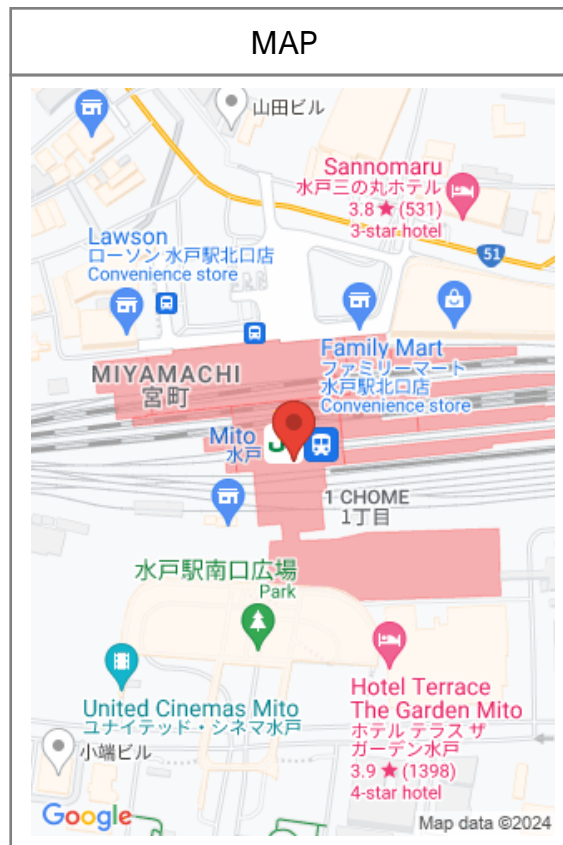 MAP
山田ビル
Sannomaru
水戸三の丸ホテル
3.8 ★ (531)
3-star hotel
51
Lawson
ローソン 水戸駅北口店
Convenience store
Family Mart
ファミリーマート
水戸駅北口店
Convenience store
MIYAMACHI
宮町
Mito
水戸
1 CHOME
1丁目
水戸駅南口広場
Park
United Cinemas Mito
ユナイテッド・シネマ水戸
Hotel Terrace
The Garden Mito
ホテル テラス ザ
ガーデン水戸
3.9 ★ (1398)
4-star hotel
小端ビル
Google
Map data ©2024